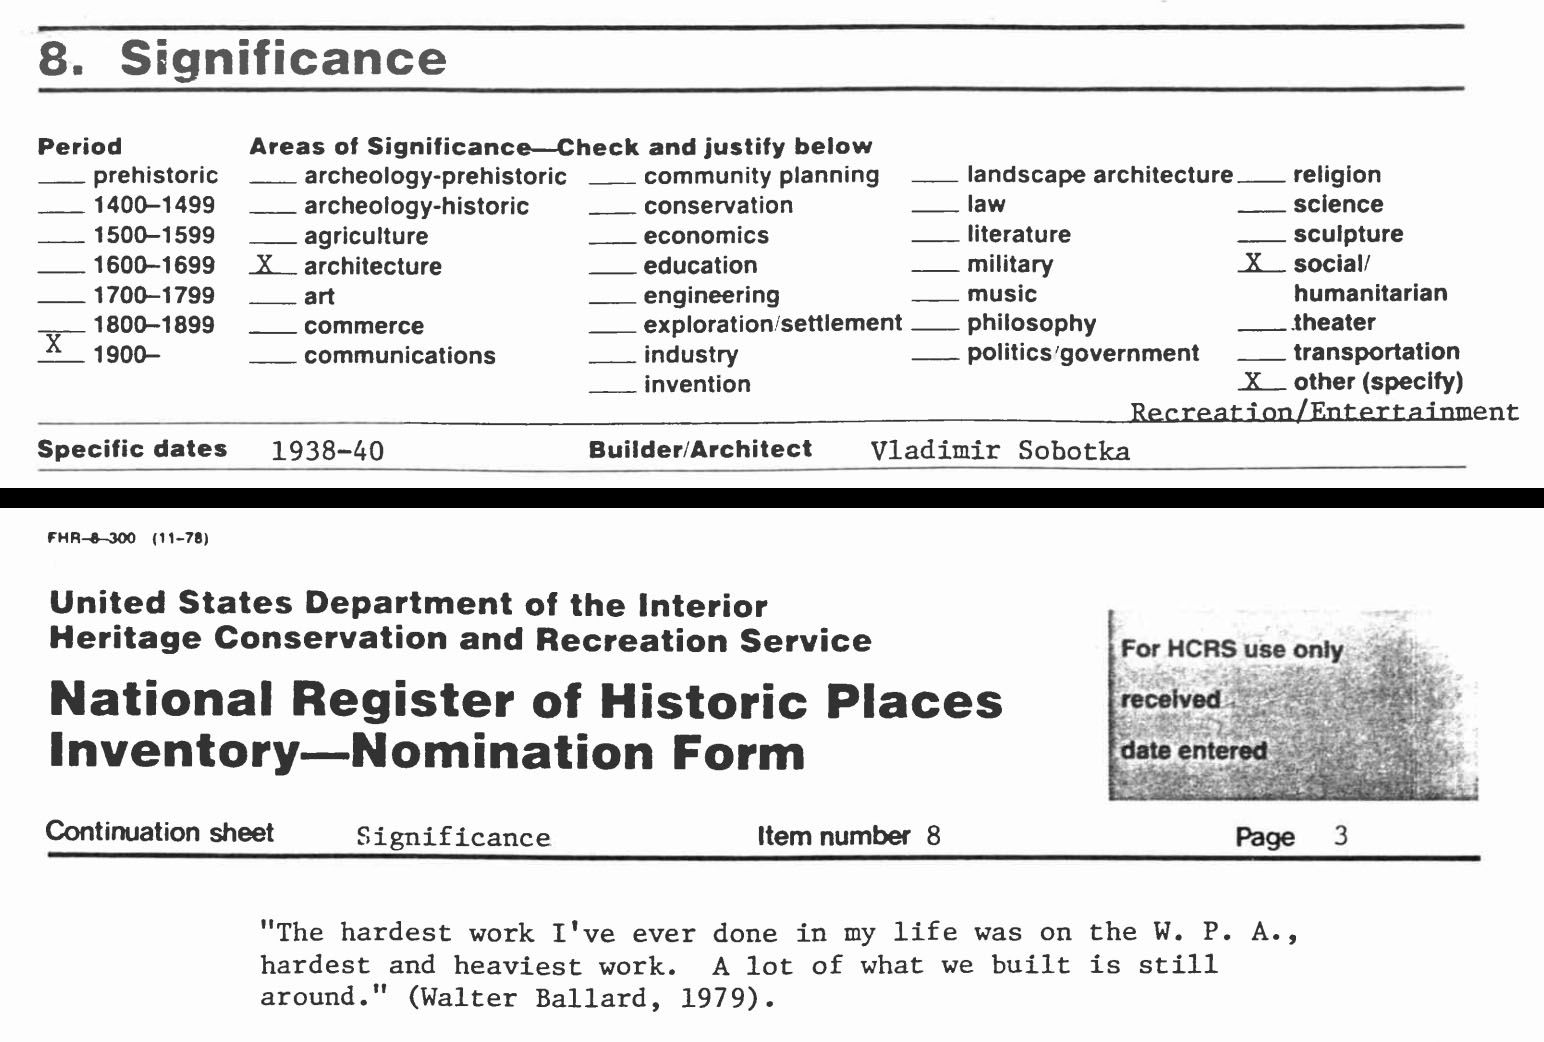 8. Significance
Period Areas of Significance—Check and justify below
___ prehistoric ___ archeology-prehistoric ___ community planning ___ landscape architecture ___ religion
___ 1400–1499 ___ archeology-historic ___ conservation ___ law ___ science
___ 1500–1599 ___ agriculture ___ economics ___ literature ___ sculpture
___ 1600–1699 X architecture ___ education ___ military X social/
___ 1700–1799 ___ art ___ engineering ___ music humanitarian
___ 1800–1899 ___ commerce ___ exploration/settlement ___ philosophy ___ theater
X 1900– ___ communications ___ industry ___ politics/government ___ transportation
___ invention X other (specify)
Recreation/Entertainment
Specific dates 1938-40 Builder/Architect Vladimir Sobotka
FHR-8-300 (11-78)
United States Department of the Interior
Heritage Conservation and Recreation Service
National Register of Historic Places
Inventory—Nomination Form
For HCRS use only
received
date entered
Continuation sheet Significance Item number 8 Page 3
"The hardest work I've ever done in my life was on the W. P. A.,
hardest and heaviest work. A lot of what we built is still
around." (Walter Ballard, 1979).